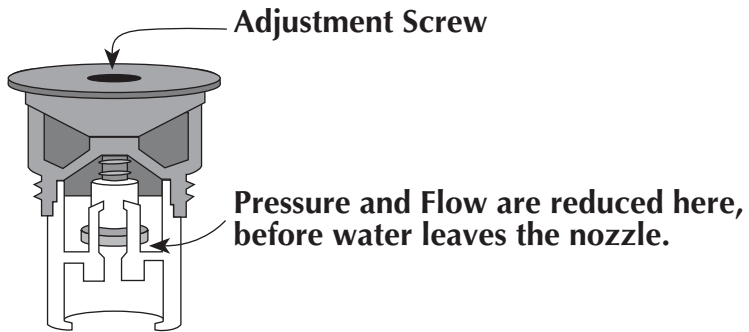 Adjustment Screw
Pressure and Flow are reduced here,
before water leaves the nozzle.